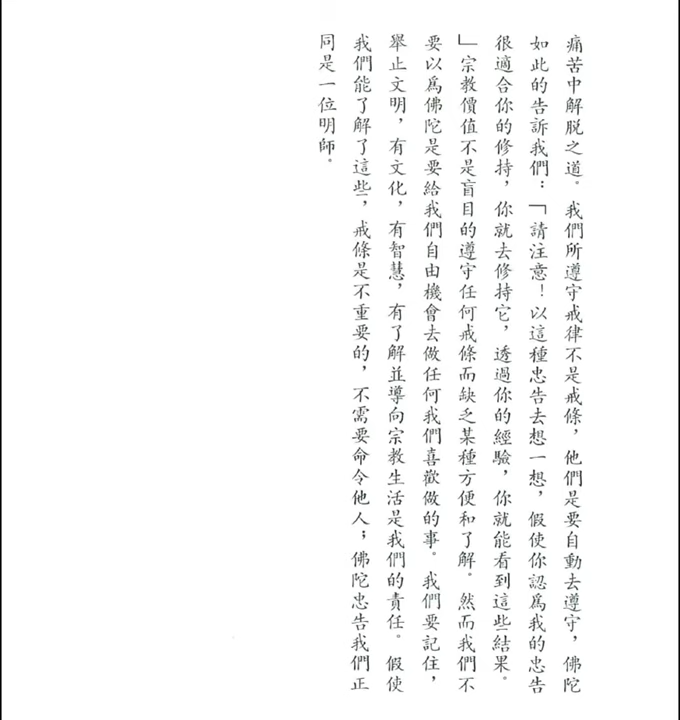 痛苦中解脫之道。我們所遵守戒律不是戒條，他們是要自動去遵守，佛陀
如此的告訴我們：「請注意！以這種忠告去想一想，假使你認為我的忠告
很適合你的修持，你就去修持它，透過你的經驗，你就能看到這些結果。
」宗教價值不是盲目的遵守任何戒條而缺乏某種方便和了解。然而我們不
要以為佛陀是要給我們自由機會去做任何我們喜歡做的事。我們要記住，
舉止文明，有文化，有智慧，有了解並導向宗教生活是我們的責任。假使
我們能了解了這些，戒條是不重要的，不需要命令他人；佛陀忠告我們正
同是一位明師。